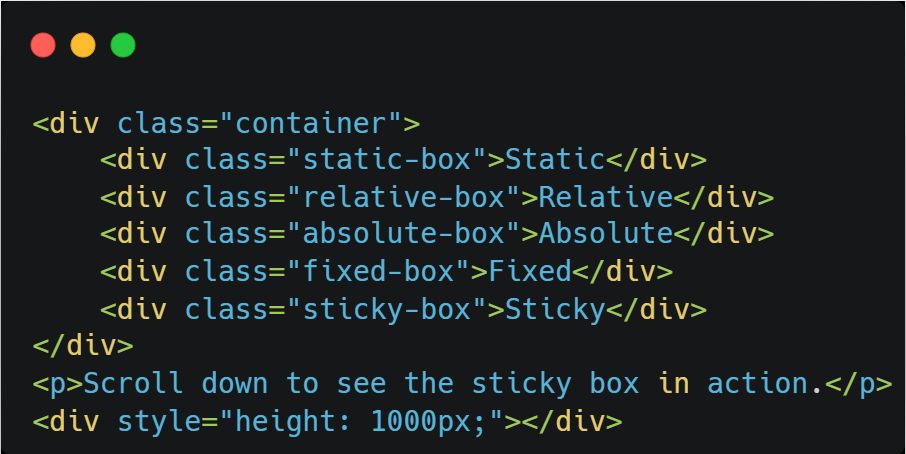 <div class="container">
    <div class="static-box">Static</div>
    <div class="relative-box">Relative</div>
    <div class="absolute-box">Absolute</div>
    <div class="fixed-box">Fixed</div>
    <div class="sticky-box">Sticky</div>
</div>
<p>Scroll down to see the sticky box in action.</p>
<div style="height: 1000px;"></div>